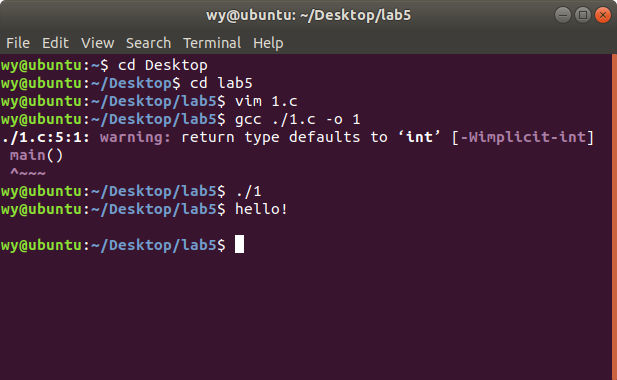 wy@ubuntu: ~/Desktop/lab5
File Edit View Search Terminal Help
wy@ubuntu:~$ cd Desktop
wy@ubuntu:~/Desktop$ cd lab5
wy@ubuntu:~/Desktop/lab5$ vim 1.c
wy@ubuntu:~/Desktop/lab5$ gcc ./1.c -o 1
./1.c:5:1: warning: return type defaults to ‘int’ [-Wimplicit-int]
 main()
 ^~~~
wy@ubuntu:~/Desktop/lab5$ ./1
wy@ubuntu:~/Desktop/lab5$ hello!
wy@ubuntu:~/Desktop/lab5$